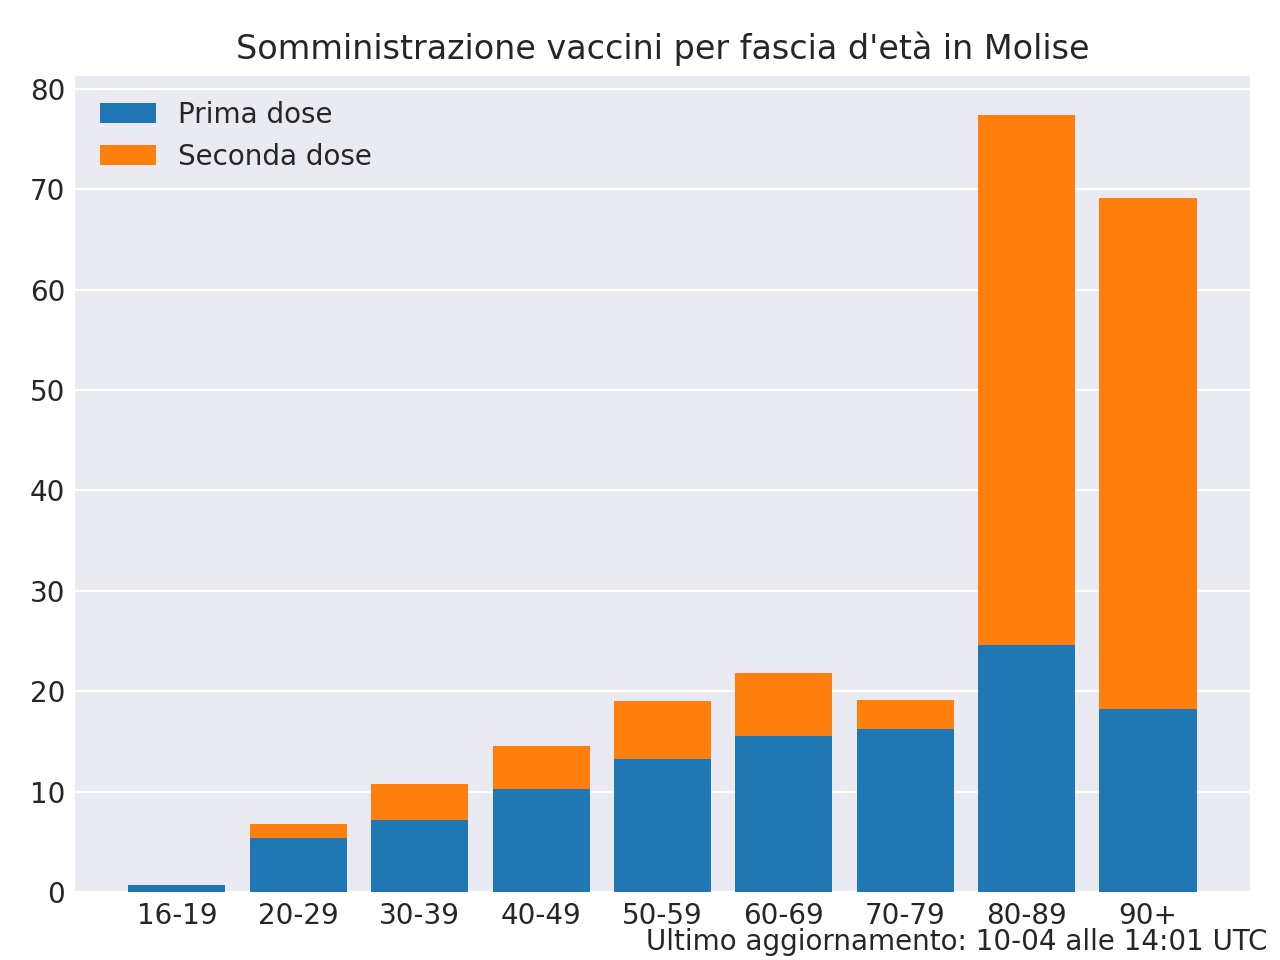 Somministrazione vaccini per fascia d'età in Molise
80
Prima dose
Seconda dose
70
60
50
40
30
20
10
0
16-19 20-29 30-39 40-49 50-59 60-69 70-79 80-89 90+
Ultimo aggiornamento: 10-04 alle 14:01 UTC